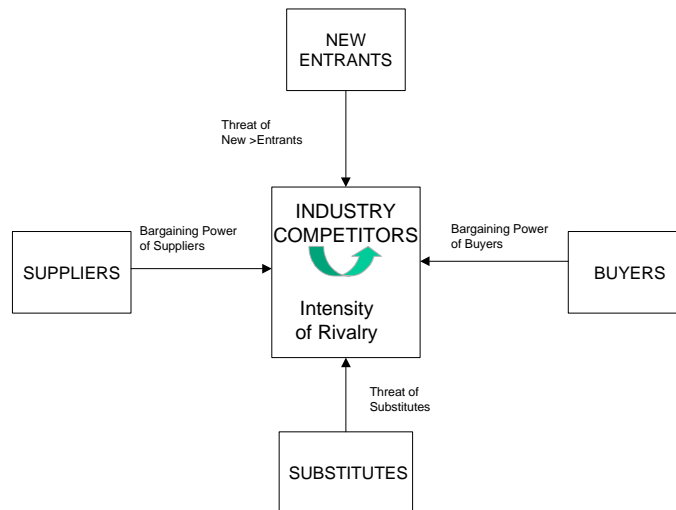 NEW
ENTRANTS
Threat of
New >Entrants
INDUSTRY
COMPETITORS
Bargaining Power
of Suppliers
Bargaining Power
of Buyers
SUPPLIERS
BUYERS
Intensity
of Rivalry
Threat of
Substitutes
SUBSTITUTES